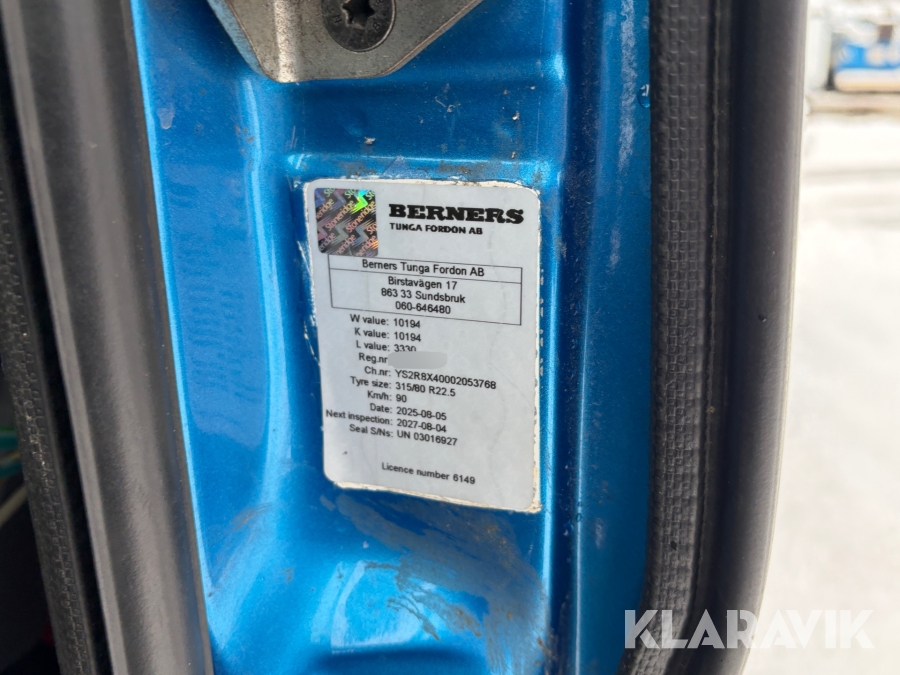 BERNERS
TUNGA FORDON AB
Berners Tunga Fordon AB
Birstavägen 17
863 33 Sundsbruk
060-646480
W value: 10194
K value: 10194
L value: 3330
Reg.nr
Ch.nr: YS2R8X40002053768
Tyre size: 315/80 R22.5
Km/h: 90
Date: 2025-08-05
Next inspection: 2027-08-04
Seal S/Ns: UN 03016927
Licence number 6149
KLARAVIK